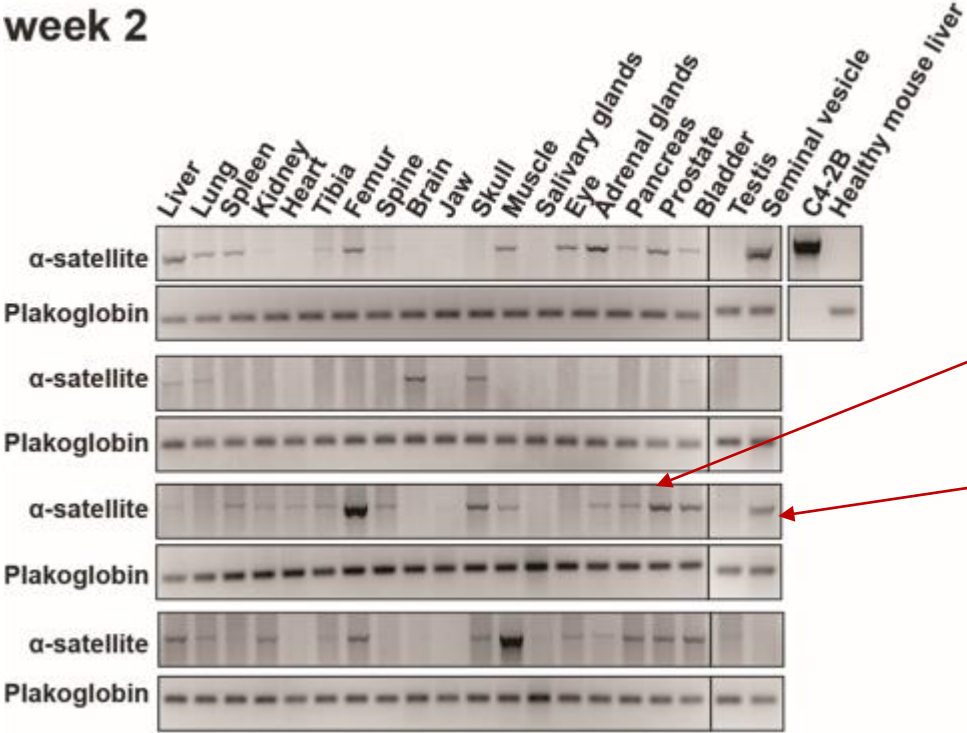 week 2
Liver
Lung
Spleen
Kidney
Heart
Tibia
Femur
Spine
Brain
Jaw
Skull
Muscle
Salivary glands
Eye
Adrenal glands
Pancreas
Prostate
Bladder
Testis
Seminal vesicle
C4-2B
Healthy mouse liver
α-satellite
Plakoglobin
α-satellite
Plakoglobin
α-satellite
Plakoglobin
α-satellite
Plakoglobin